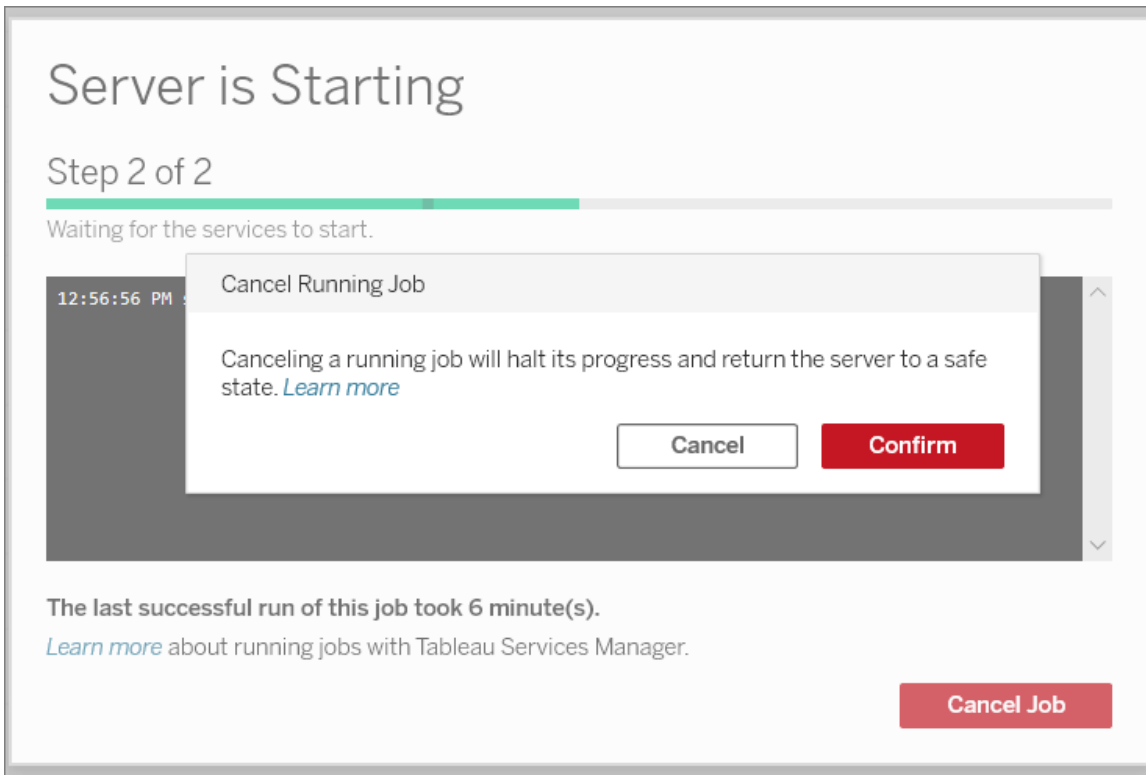 Server is Starting
Step 2 of 2
Waiting for the services to start.
12:56:56 PM
Cancel Running Job
Canceling a running job will halt its progress and return the server to a safe
state. Learn more
Cancel
Confirm
The last successful run of this job took 6 minute(s).
Learn more about running jobs with Tableau Services Manager.
Cancel Job